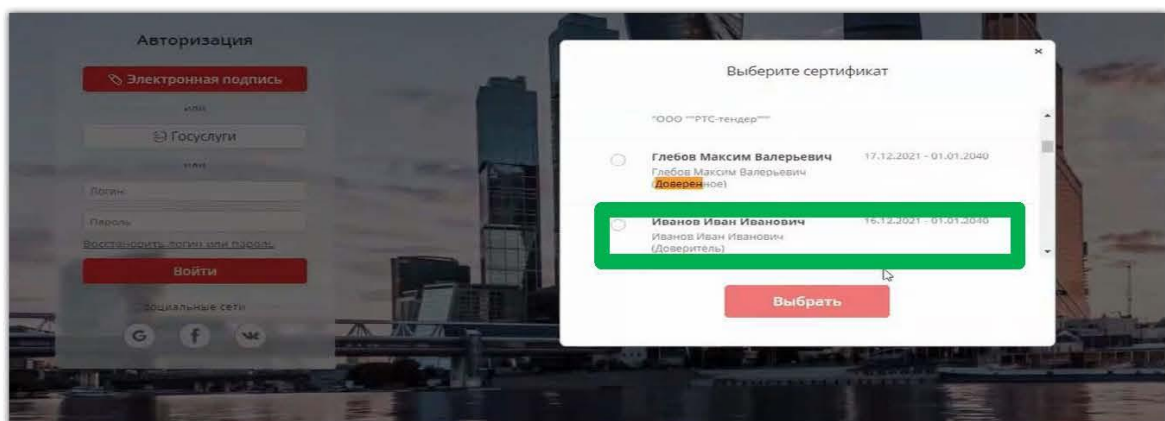 Авторизация
Электронная подпись
или
Госуслуги
или
Логин
Пароль
Восстановить логин или пароль
Войти
Социальные сети
G f
Выберите сертификат
×
"ООО ""РТС-тендер"""
Глебов Максим Валерьевич 17.12.2021 - 01.01.2040
Глебов Максим Валерьевич
(Доверенное)
Иванов Иван Иванович 16.12.2021 - 01.01.2040
Иванов Иван Иванович
(Доверитель)
Выбрать